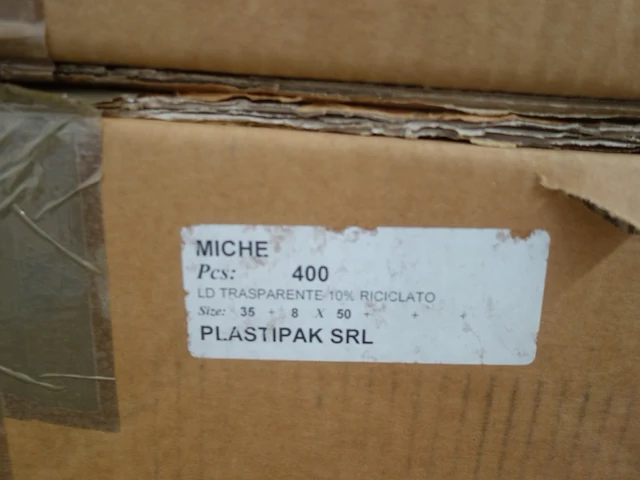 MICHE
Pcs: 400
LD TRASPARENTE 10% RICICLATO
Size: 35 + 8 X 50 + + +
PLASTIPAK SRL